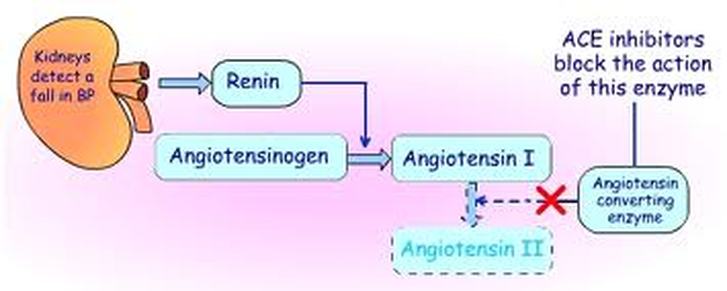 Kidneys
detect a
fall in BP
Renin
ACE inhibitors
block the action
of this enzyme
Angiotensinogen
Angiotensin I
Angiotensin
converting
enzyme
Angiotensin II